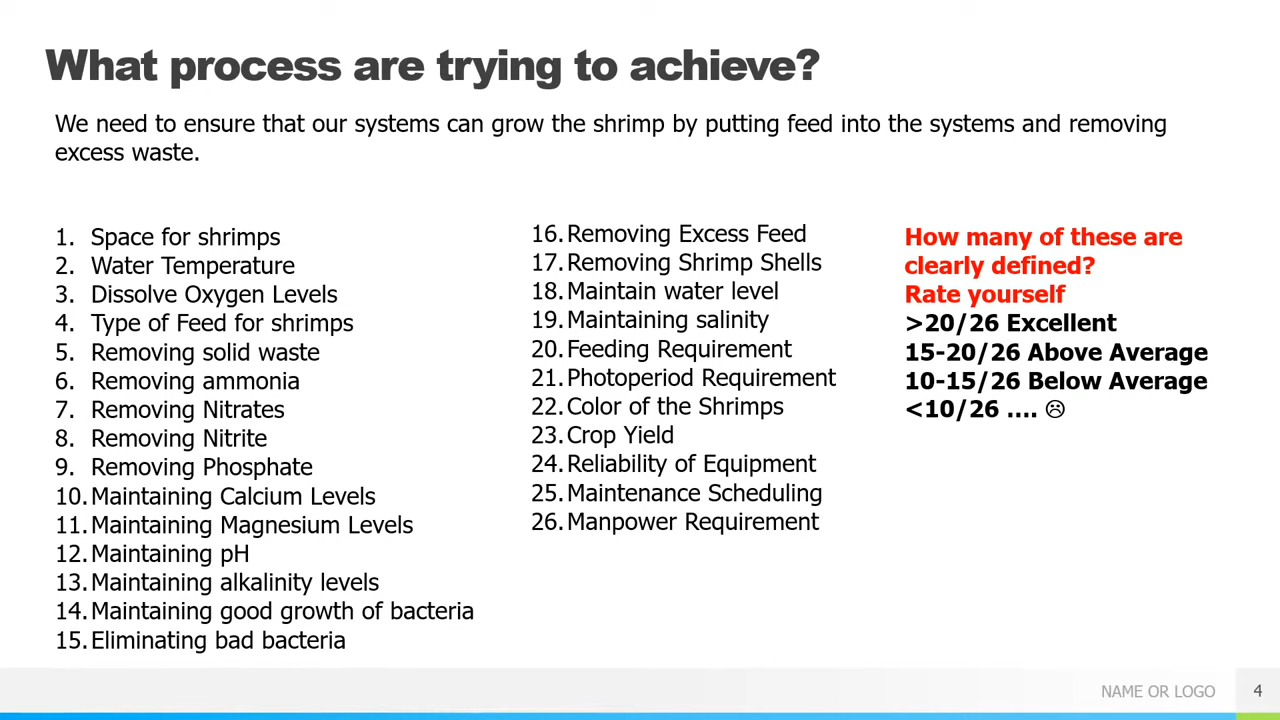 What process are trying to achieve?
We need to ensure that our systems can grow the shrimp by putting feed into the systems and removing
excess waste.
1. Space for shrimps
2. Water Temperature
3. Dissolve Oxygen Levels
4. Type of Feed for shrimps
5. Removing solid waste
6. Removing ammonia
7. Removing Nitrates
8. Removing Nitrite
9. Removing Phosphate
10. Maintaining Calcium Levels
11. Maintaining Magnesium Levels
12. Maintaining pH
13. Maintaining alkalinity levels
14. Maintaining good growth of bacteria
15. Eliminating bad bacteria
16. Removing Excess Feed
17. Removing Shrimp Shells
18. Maintain water level
19. Maintaining salinity
20. Feeding Requirement
21. Photoperiod Requirement
22. Color of the Shrimps
23. Crop Yield
24. Reliability of Equipment
25. Maintenance Scheduling
26. Manpower Requirement
How many of these are
clearly defined?
Rate yourself
>20/26 Excellent
15-20/26 Above Average
10-15/26 Below Average
<10/26 .... ☹
NAME OR LOGO
4